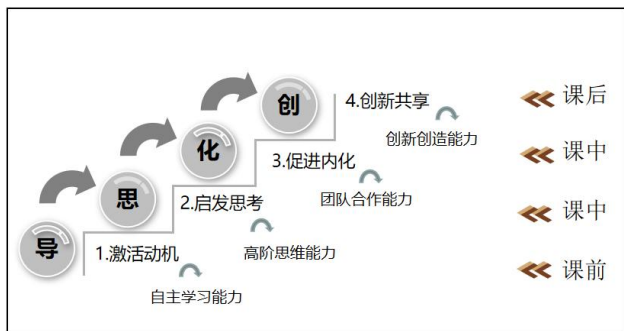 创
4.创新共享
课后
创新创造能力
化
3.促进内化
课中
团队合作能力
思
2.启发思考
课中
高阶思维能力
导
1.激活动机
课前
自主学习能力